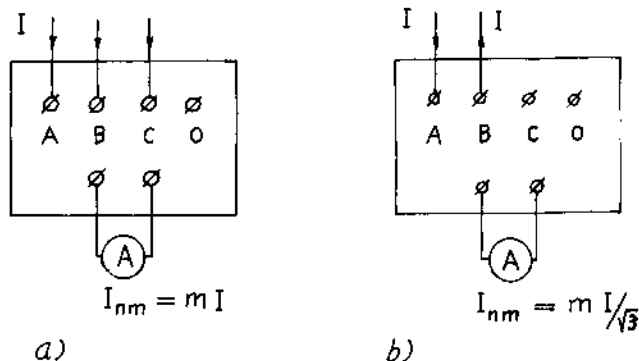 I I I
A B C O A B C O
A A
I_nm = m I I_nm = m I/√3
a) b)